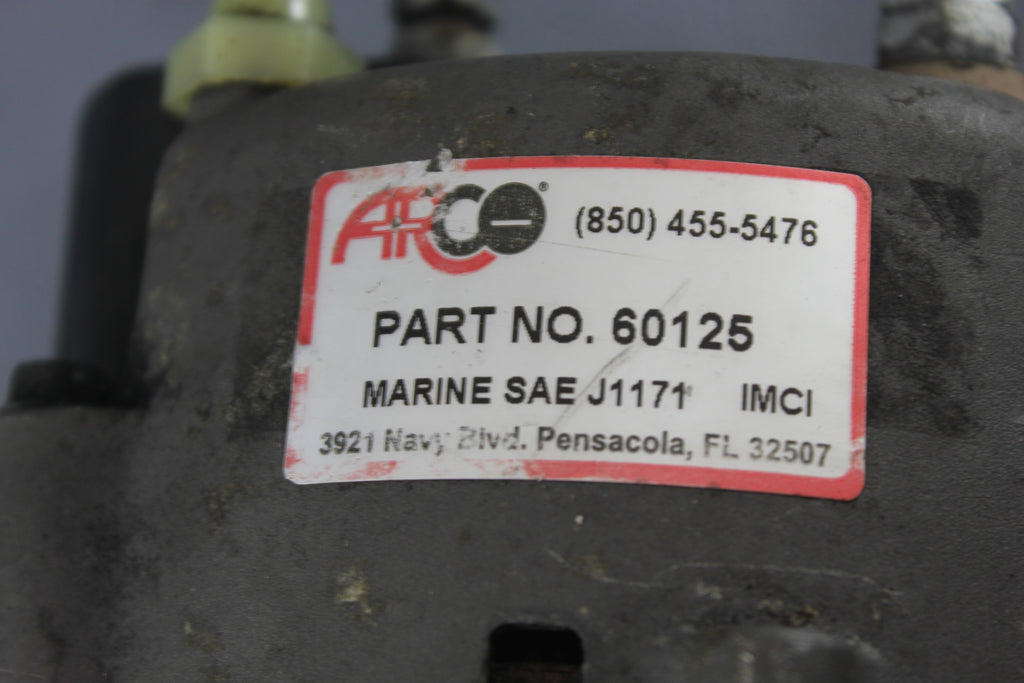 ARCO® (850) 455-5476
PART NO. 60125
MARINE SAE J1171 IMCI
3921 Navy Blvd. Pensacola, FL 32507